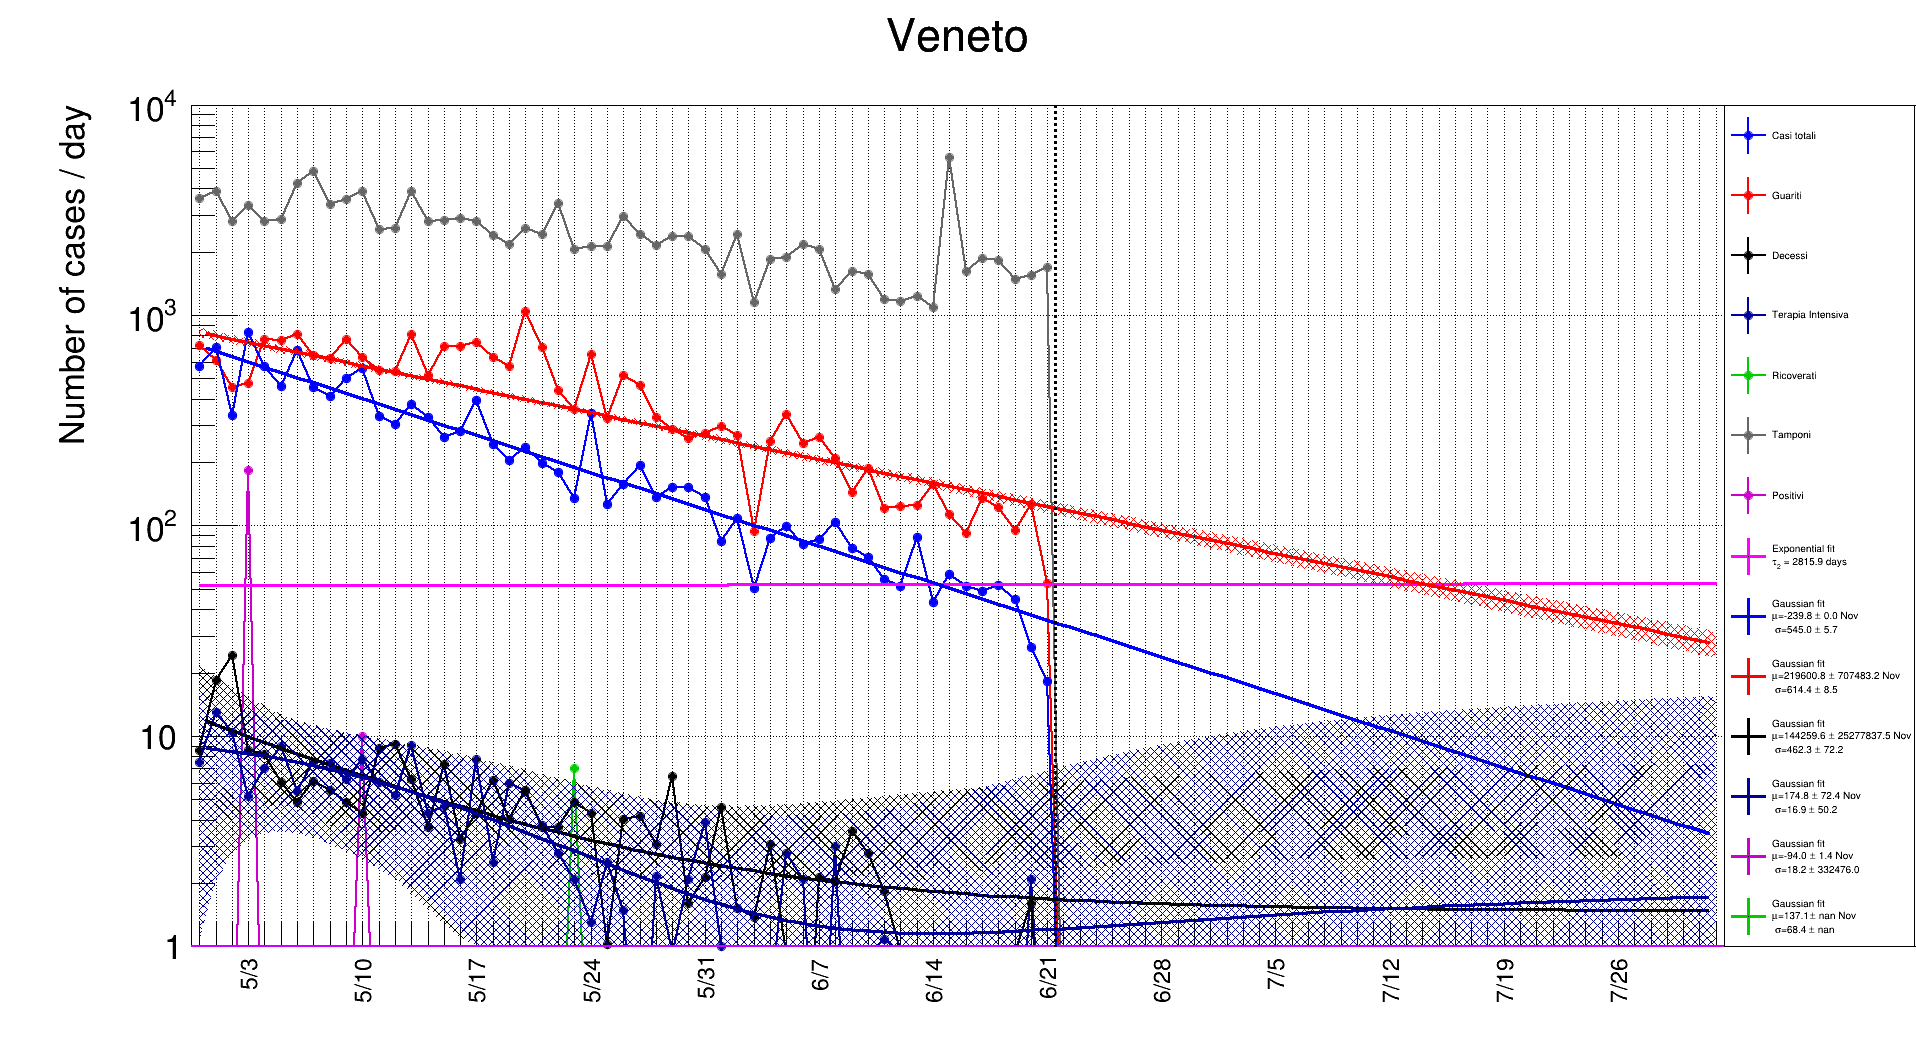 Veneto
Number of cases / day
10^4
10^3
10^2
10
1
5/3
5/10
5/17
5/24
5/31
6/7
6/14
6/21
6/28
7/5
7/12
7/19
7/26
Casi totali
Guariti
Decessi
Terapia Intensiva
Ricoverati
Tamponi
Positivi
Exponential fit
τ₂ = 2815.9 days
Gaussian fit
μ=-239.8 ± 0.0 Nov
σ=545.0 ± 5.7
Gaussian fit
μ=219600.8 ± 707483.2 Nov
σ=614.4 ± 8.5
Gaussian fit
μ=144259.6 ± 25277837.5 Nov
σ=462.3 ± 72.2
Gaussian fit
μ=174.8 ± 72.4 Nov
σ=16.9 ± 50.2
Gaussian fit
μ=-94.0 ± 1.4 Nov
σ=18.2 ± 332476.0
Gaussian fit
μ=137.1± nan Nov
σ=68.4 ± nan